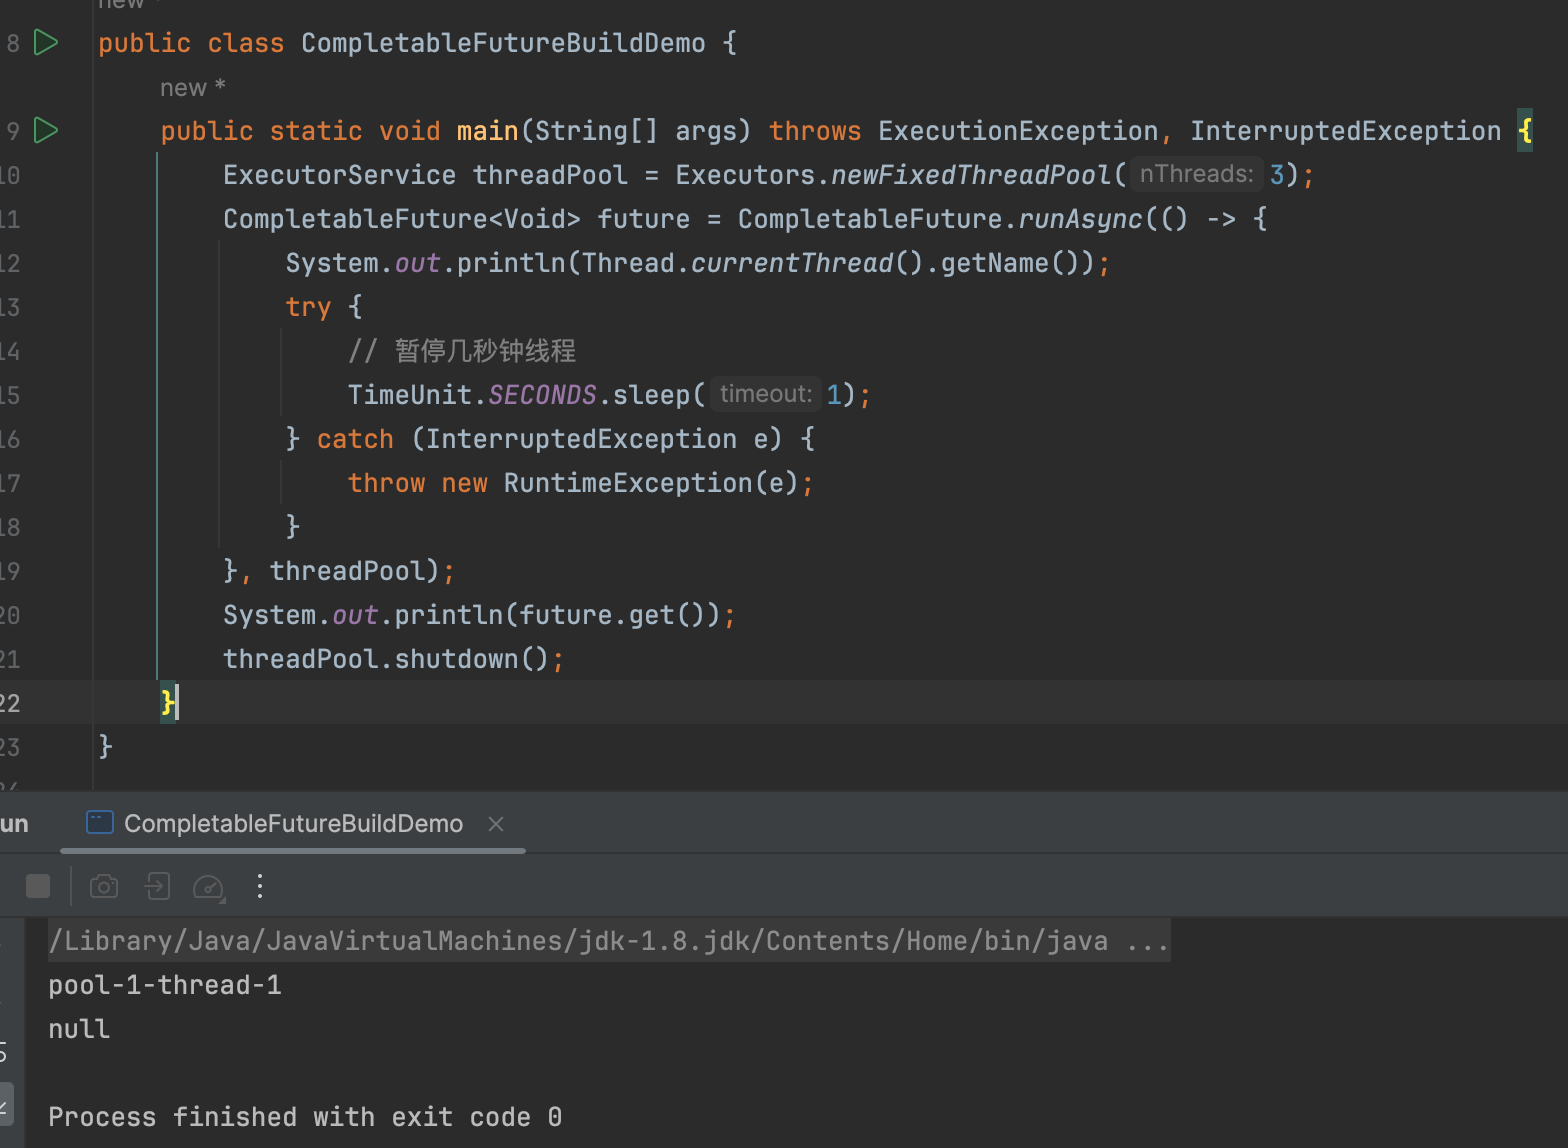 new *
8 public class CompletableFutureBuildDemo {
new *
9 public static void main(String[] args) throws ExecutionException, InterruptedException {
10 ExecutorService threadPool = Executors.newFixedThreadPool( nThreads: 3);
11 CompletableFuture<Void> future = CompletableFuture.runAsync(() -> {
12 System.out.println(Thread.currentThread().getName());
13 try {
14 // 暂停几秒钟线程
15 TimeUnit.SECONDS.sleep( timeout: 1);
16 } catch (InterruptedException e) {
17 throw new RuntimeException(e);
18 }
19 }, threadPool);
20 System.out.println(future.get());
21 threadPool.shutdown();
22 }
23 }
un CompletableFutureBuildDemo ×
/Library/Java/JavaVirtualMachines/jdk-1.8.jdk/Contents/Home/bin/java ...
pool-1-thread-1
null
Process finished with exit code 0